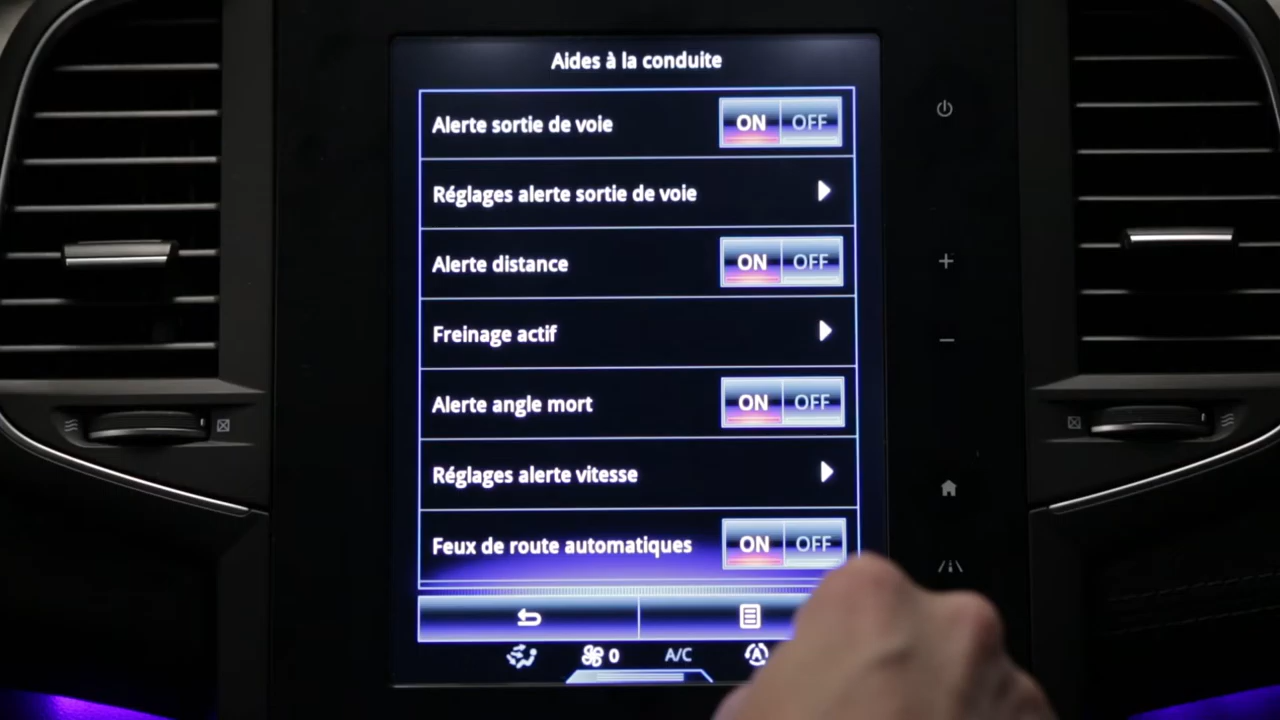 Aides à la conduite
Alerte sortie de voie ON OFF
Réglages alerte sortie de voie
Alerte distance ON OFF
Freinage actif
Alerte angle mort ON OFF
Réglages alerte vitesse
Feux de route automatiques ON OFF
0 A/C A